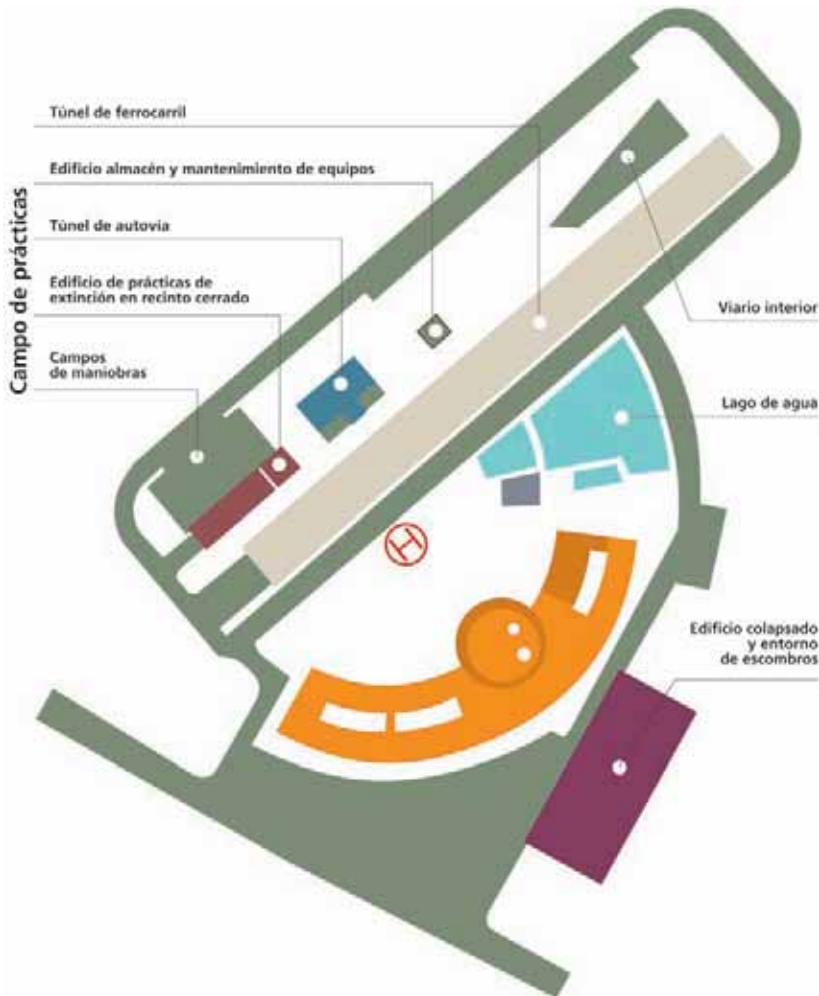 Campo de prácticas
Túnel de ferrocarril
Edificio almacén y mantenimiento de equipos
Túnel de autovia
Edificio de prácticas de
extinción en recinto cerrado
Campos
de maniobras
Viario interior
Lago de agua
Edificio colapsado
y entorno
de escombros
H